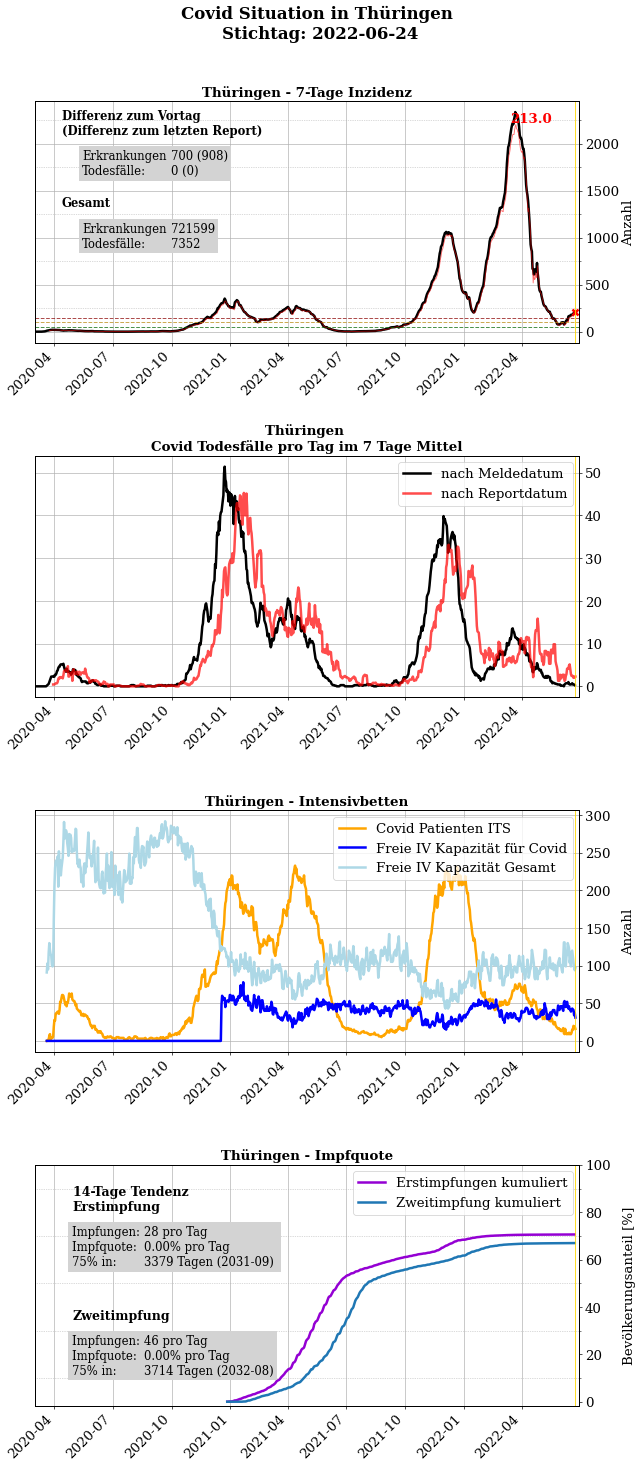 Covid Situation in Thüringen
Stichtag: 2022-06-24
Thüringen - 7-Tage Inzidenz
Differenz zum Vortag
(Differenz zum letzten Report)
Erkrankungen 700 (908)
Todesfälle: 0 (0)
Gesamt
Erkrankungen 721599
Todesfälle: 7352
213.0
2000
1500
1000
500
0
Anzahl
2020-04
2020-07
2020-10
2021-01
2021-04
2021-07
2021-10
2022-01
2022-04
Thüringen
Covid Todesfälle pro Tag im 7 Tage Mittel
nach Meldedatum
nach Reportdatum
50
40
30
20
10
0
2020-04
2020-07
2020-10
2021-01
2021-04
2021-07
2021-10
2022-01
2022-04
Thüringen - Intensivbetten
Covid Patienten ITS
Freie IV Kapazität für Covid
Freie IV Kapazität Gesamt
300
250
200
150
100
50
0
Anzahl
2020-04
2020-07
2020-10
2021-01
2021-04
2021-07
2021-10
2022-01
2022-04
Thüringen - Impfquote
14-Tage Tendenz
Erstimpfung
Impfungen: 28 pro Tag
Impfquote: 0.00% pro Tag
75% in: 3379 Tagen (2031-09)
Zweitimpfung
Impfungen: 46 pro Tag
Impfquote: 0.00% pro Tag
75% in: 3714 Tagen (2032-08)
Erstimpfungen kumuliert
Zweitimpfung kumuliert
100
80
60
40
20
0
Bevölkerungsanteil [%]
2020-04
2020-07
2020-10
2021-01
2021-04
2021-07
2021-10
2022-01
2022-04